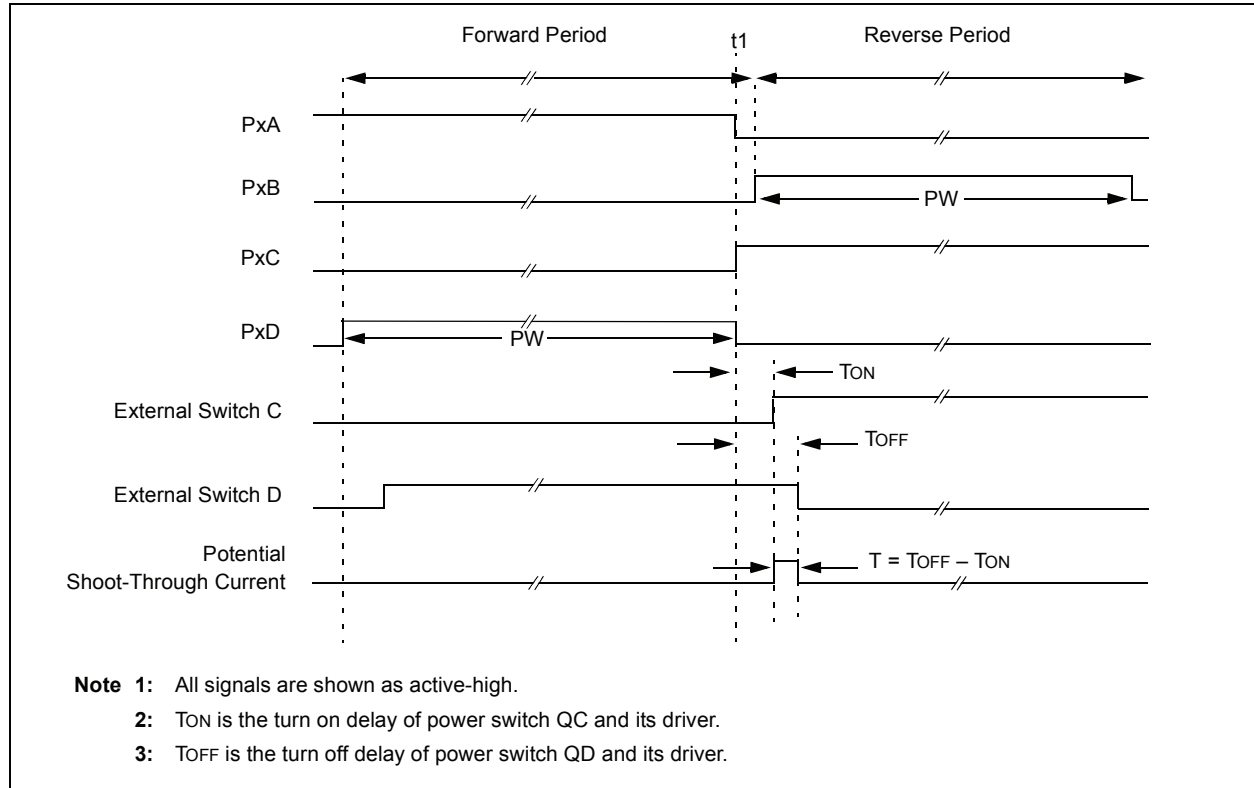 Forward Period
t1
Reverse Period
PxA
PxB
PW
PxC
PxD
PW
TON
External Switch C
TOFF
External Switch D
Potential
Shoot-Through Current
T = TOFF – TON
Note 1: All signals are shown as active-high.
2: TON is the turn on delay of power switch QC and its driver.
3: TOFF is the turn off delay of power switch QD and its driver.